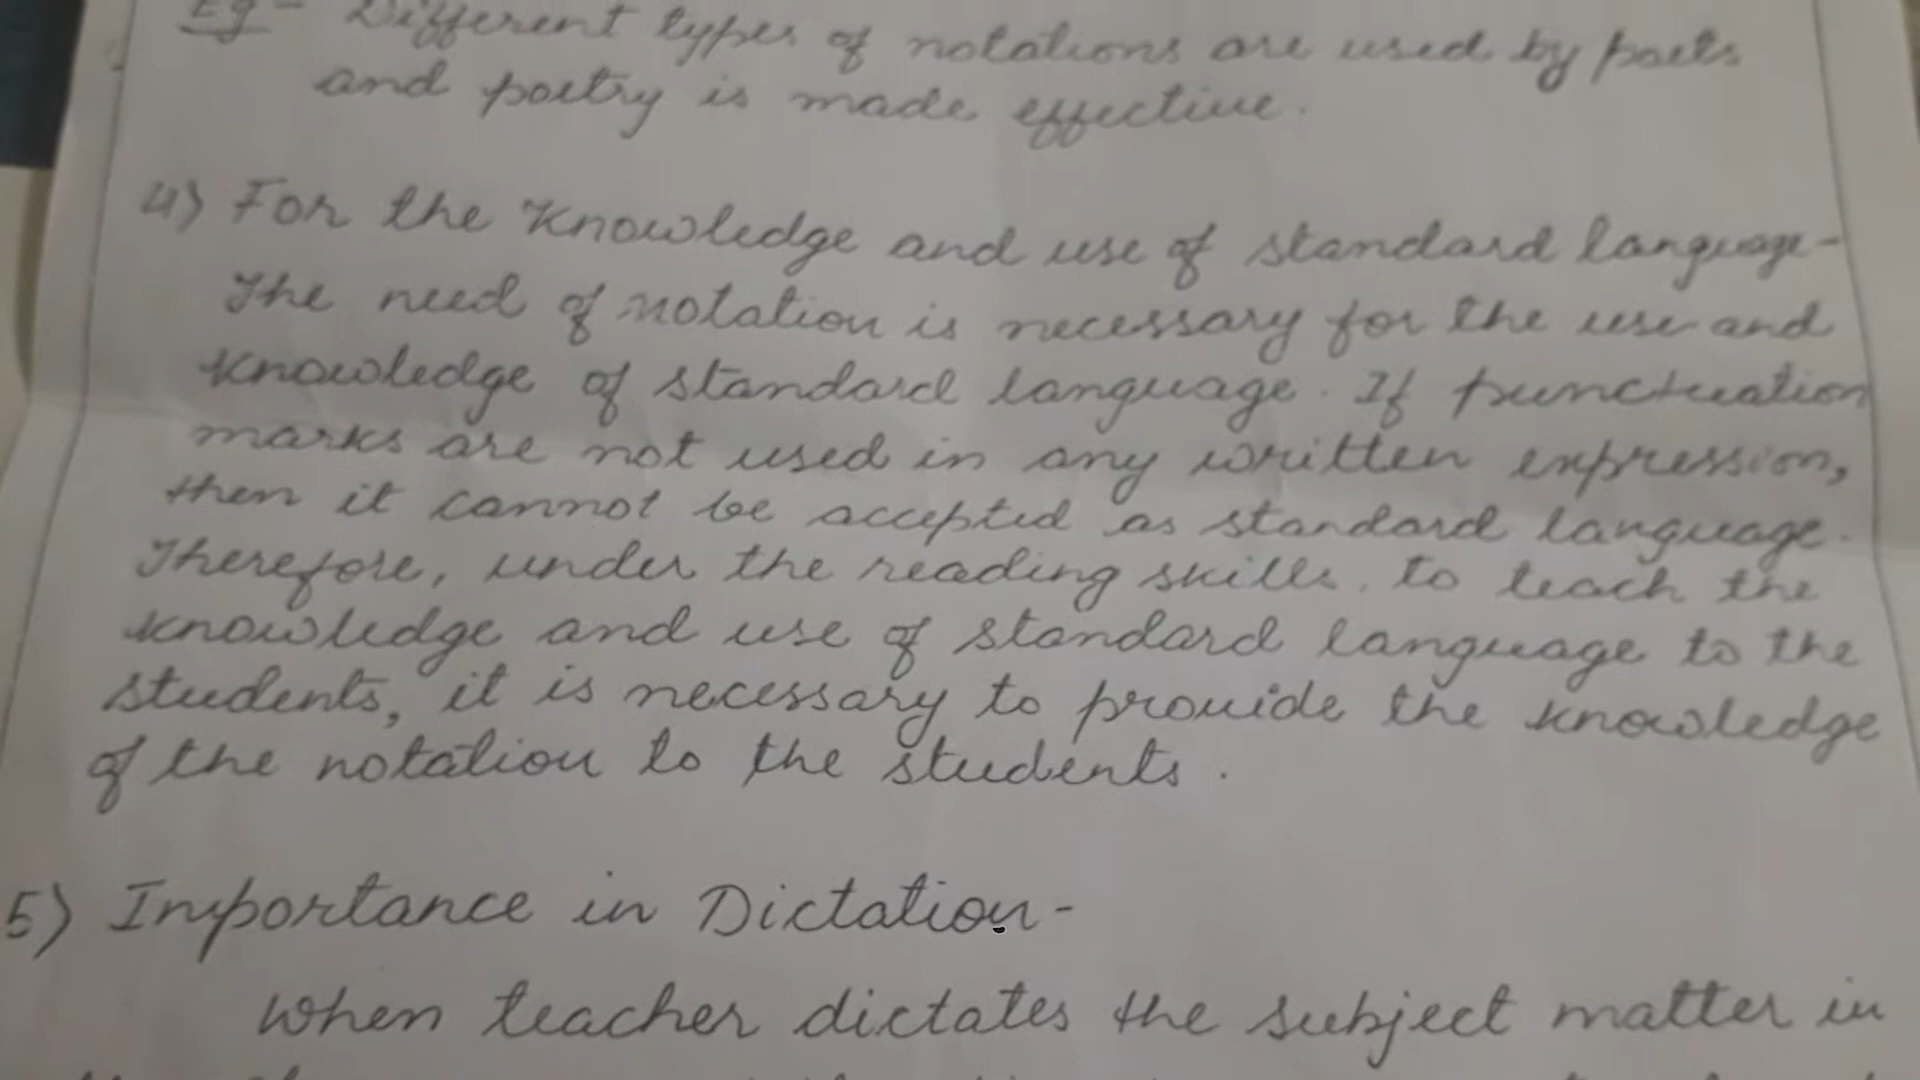 Eg - Different types of notations are used by poets
and poetry is made effective.
4) For the Knowledge and use of standard language-
The need of notation is necessary for the use and
knowledge of standard language. If punctuation
marks are not used in any written expression,
then it cannot be accepted as standard language.
Therefore, under the reading skills, to teach the
knowledge and use of standard language to the
students, it is necessary to provide the knowledge
of the notation to the students.
5) Importance in Dictation-
When teacher dictates the subject matter in